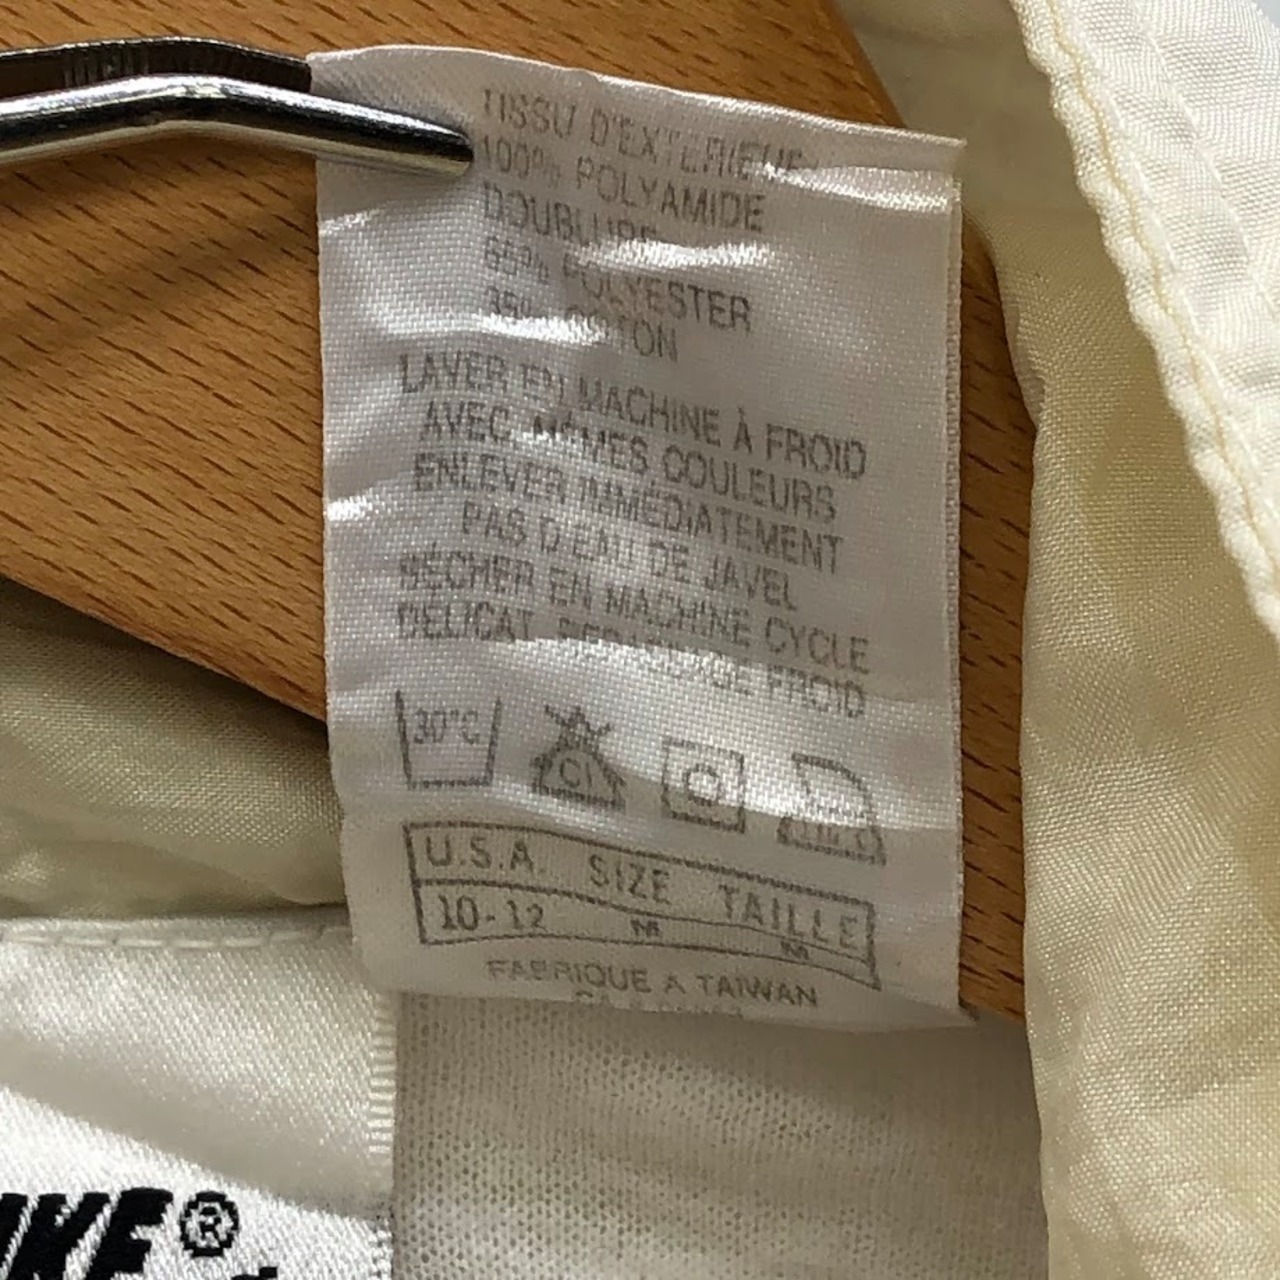 TISSU D'EXTERIEUR
100% POLYAMIDE
DOUBLURE
65% POLYESTER
35% COTON
LAVER EN MACHINE À FROID
AVEC MÊMES COULEURS
ENLEVER IMMÉDIATEMENT
PAS D'EAU DE JAVEL
SÉCHER EN MACHINE CYCLE
DÉLICAT, REPASSAGE FROID
30°C
Cl
U.S.A. SIZE TAILLE
10-12 M M
FABRIQUE A TAIWAN
IKE®